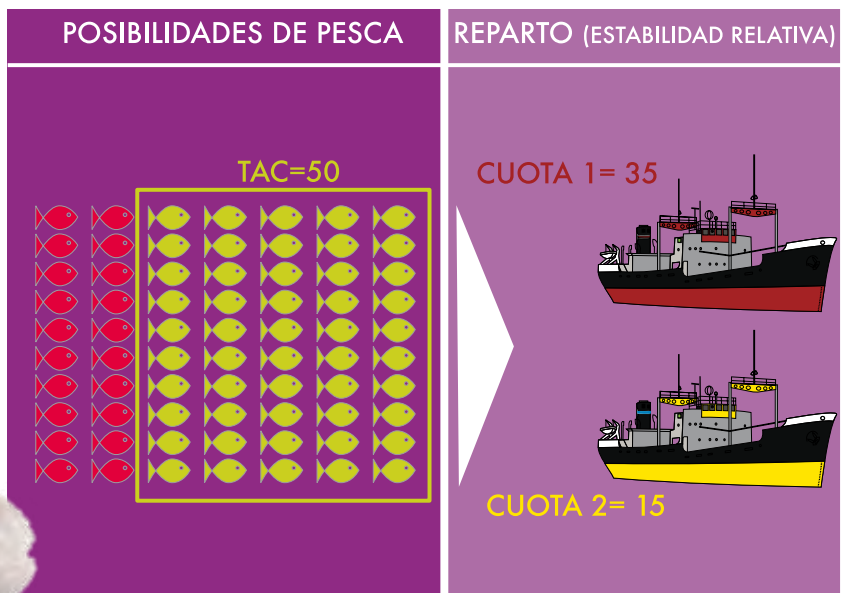 POSIBILIDADES DE PESCA
REPARTO (ESTABILIDAD RELATIVA)
TAC=50
CUOTA 1= 35
CUOTA 2= 15